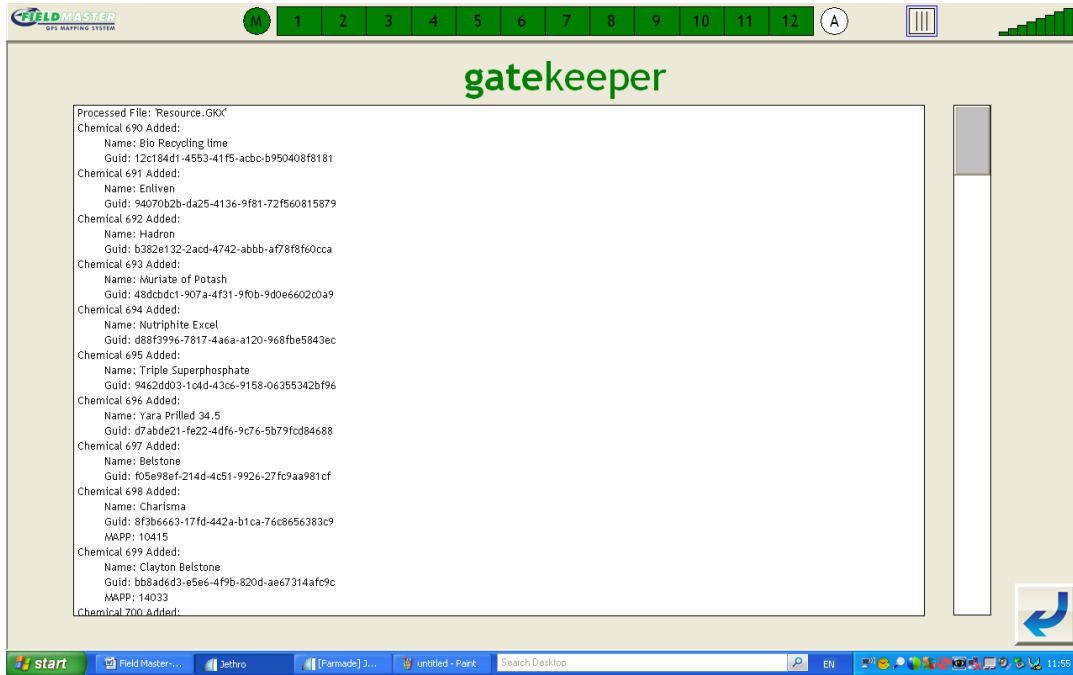 FIELDMASTER
GPS MAPPING SYSTEM
M 1 2 3 4 5 6 7 8 9 10 11 12 A
gatekeeper
Processed File: 'Resource.GKX'
Chemical 690 Added:
Name: Bio Recycling lime
Guid: 12c184d1-4553-41f5-acbc-b950408f8181
Chemical 691 Added:
Name: Enliven
Guid: 94070b2b-da25-4136-9f81-72f560815879
Chemical 692 Added:
Name: Hadron
Guid: b382e132-2acd-4742-abbb-af78f8f60cca
Chemical 693 Added:
Name: Muriate of Potash
Guid: 48dcbdc1-907a-4f31-9f0b-9d0e6602c0a9
Chemical 694 Added:
Name: Nutriphite Excel
Guid: d88f3996-7817-4a6a-a120-968fbe5843ec
Chemical 695 Added:
Name: Triple Superphosphate
Guid: 9462dd03-1c4d-43c6-9158-06355342bf96
Chemical 696 Added:
Name: Yara Prilled 34.5
Guid: d7abde21-fe22-4df6-9c76-5b79fcd84688
Chemical 697 Added:
Name: Belstone
Guid: f05e98ef-214d-4c51-9926-27fc9aa981cf
Chemical 698 Added:
Name: Charisma
Guid: 8f3b6663-17fd-442a-b1ca-76c8656383c9
MAPP: 10415
Chemical 699 Added:
Name: Clayton Belstone
Guid: bb8ad6d3-e5e6-4f9b-820d-ae67314afc9c
MAPP: 14033
Chemical 700 Added:
start Field Master-... Jethro [Farmade] J... untitled - Paint Search Desktop EN 11:55